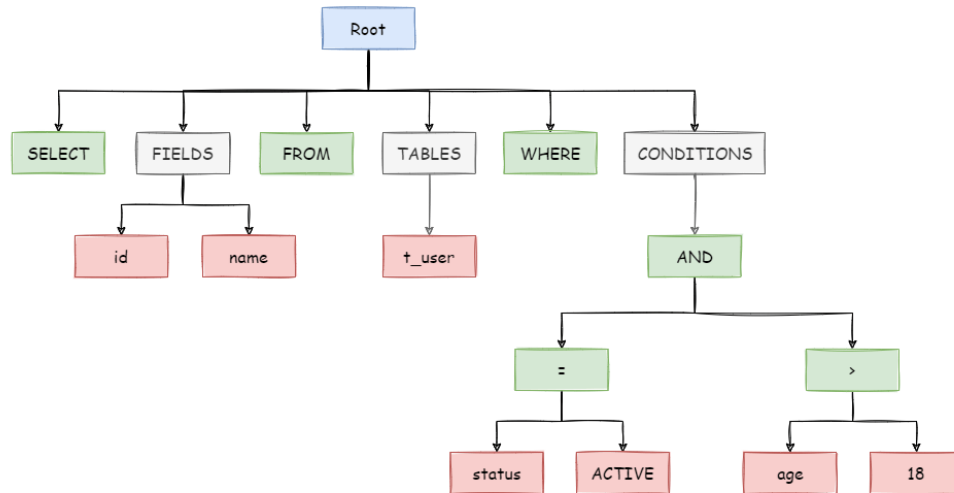 Root
SELECT FIELDS FROM TABLES WHERE CONDITIONS
id name t_user AND
= >
status ACTIVE age 18